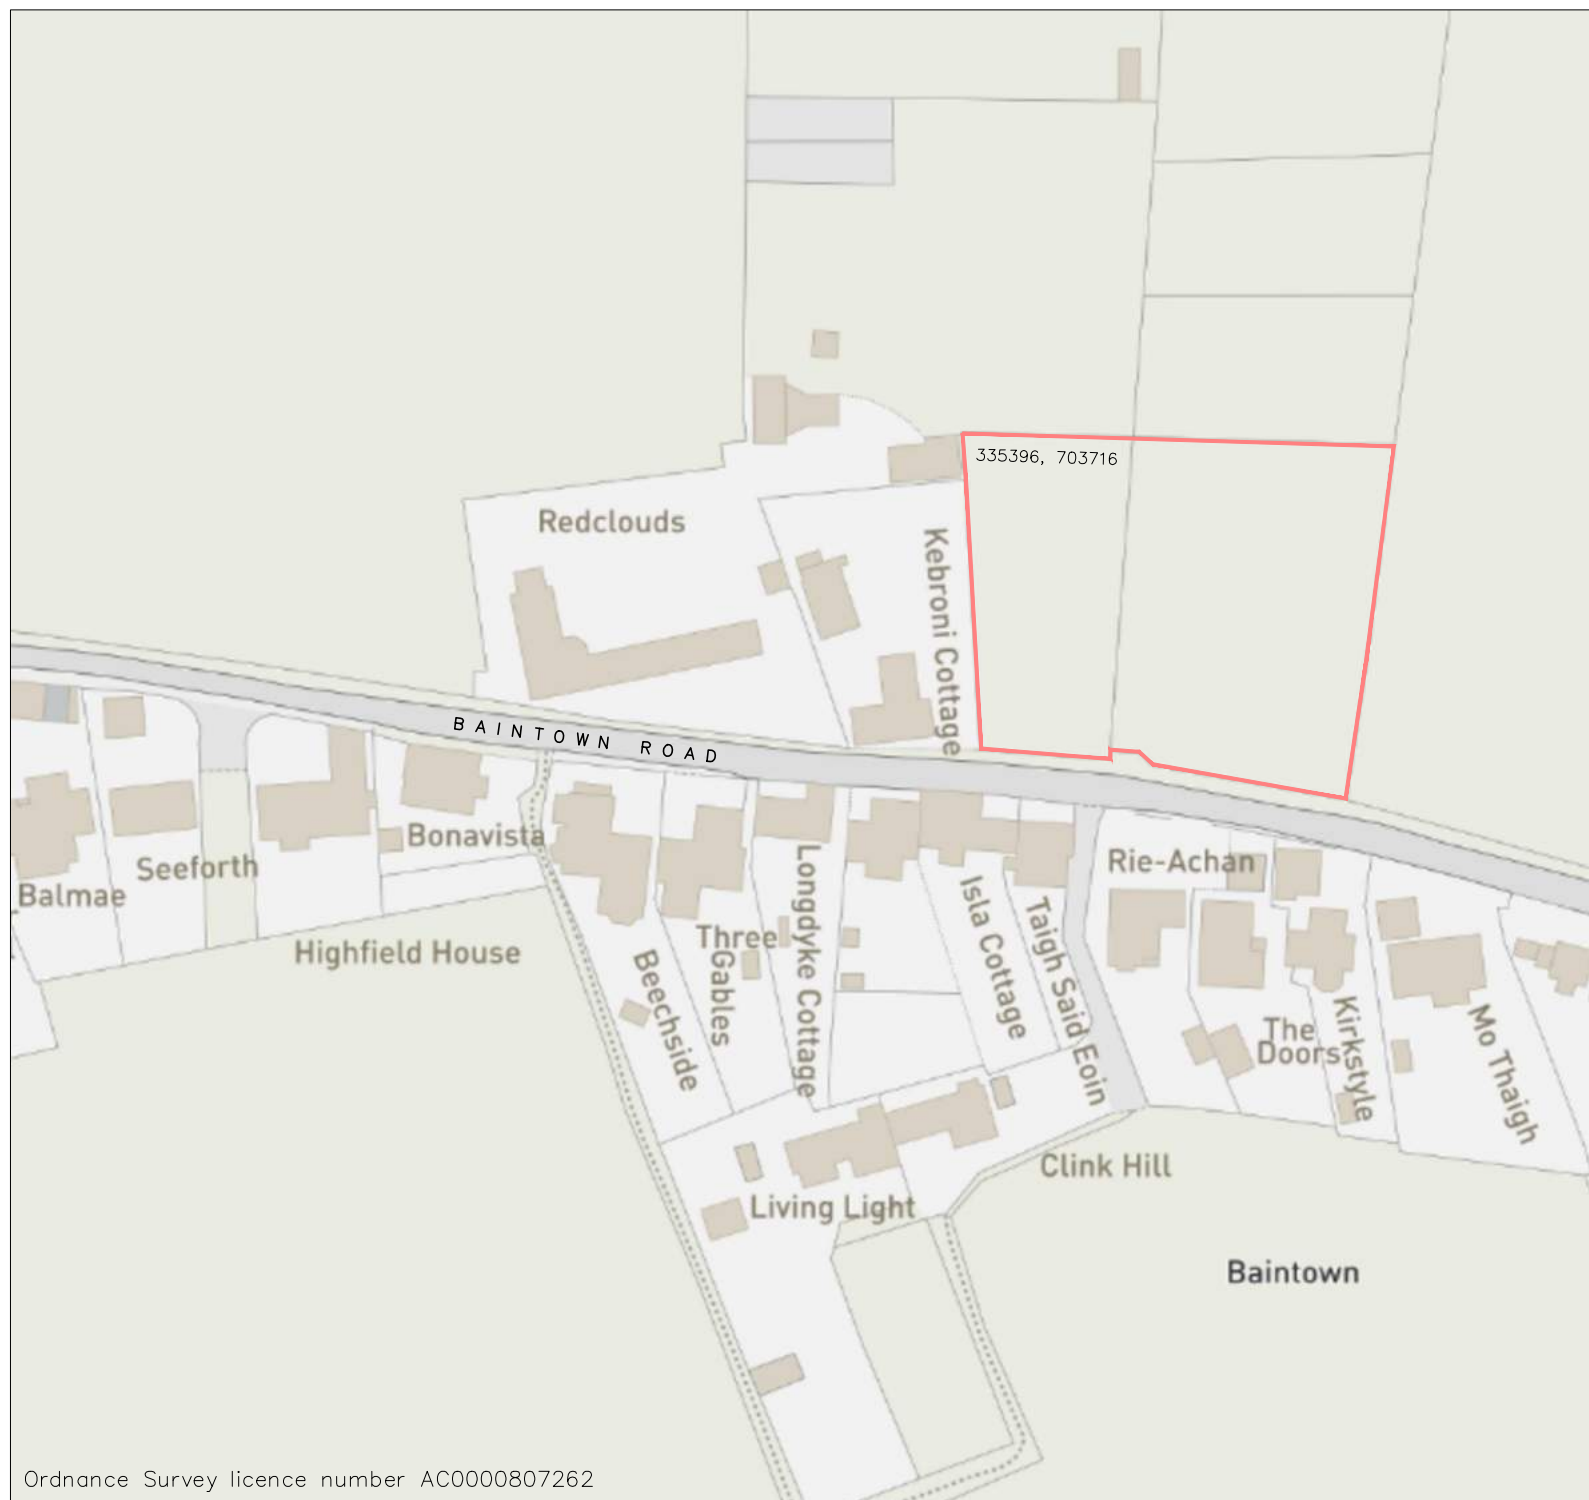 335396, 703716
Redclouds
Kebroni Cottage
BAINTOWN ROAD
Bonavista
Seeforth
Balmae
Highfield House
Rie-Achan
Longdyke Cottage
Isla Cottage
Taigh Said Eoin
Three
Gables
Beechside
The
Doors
Kirkstyle
Mo Thaigh
Clink Hill
Living Light
Baintown
Ordnance Survey licence number AC0000807262